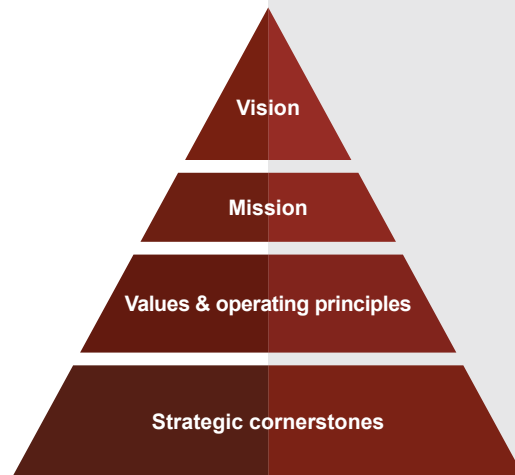 Vision
Mission
Values & operating principles
Strategic cornerstones